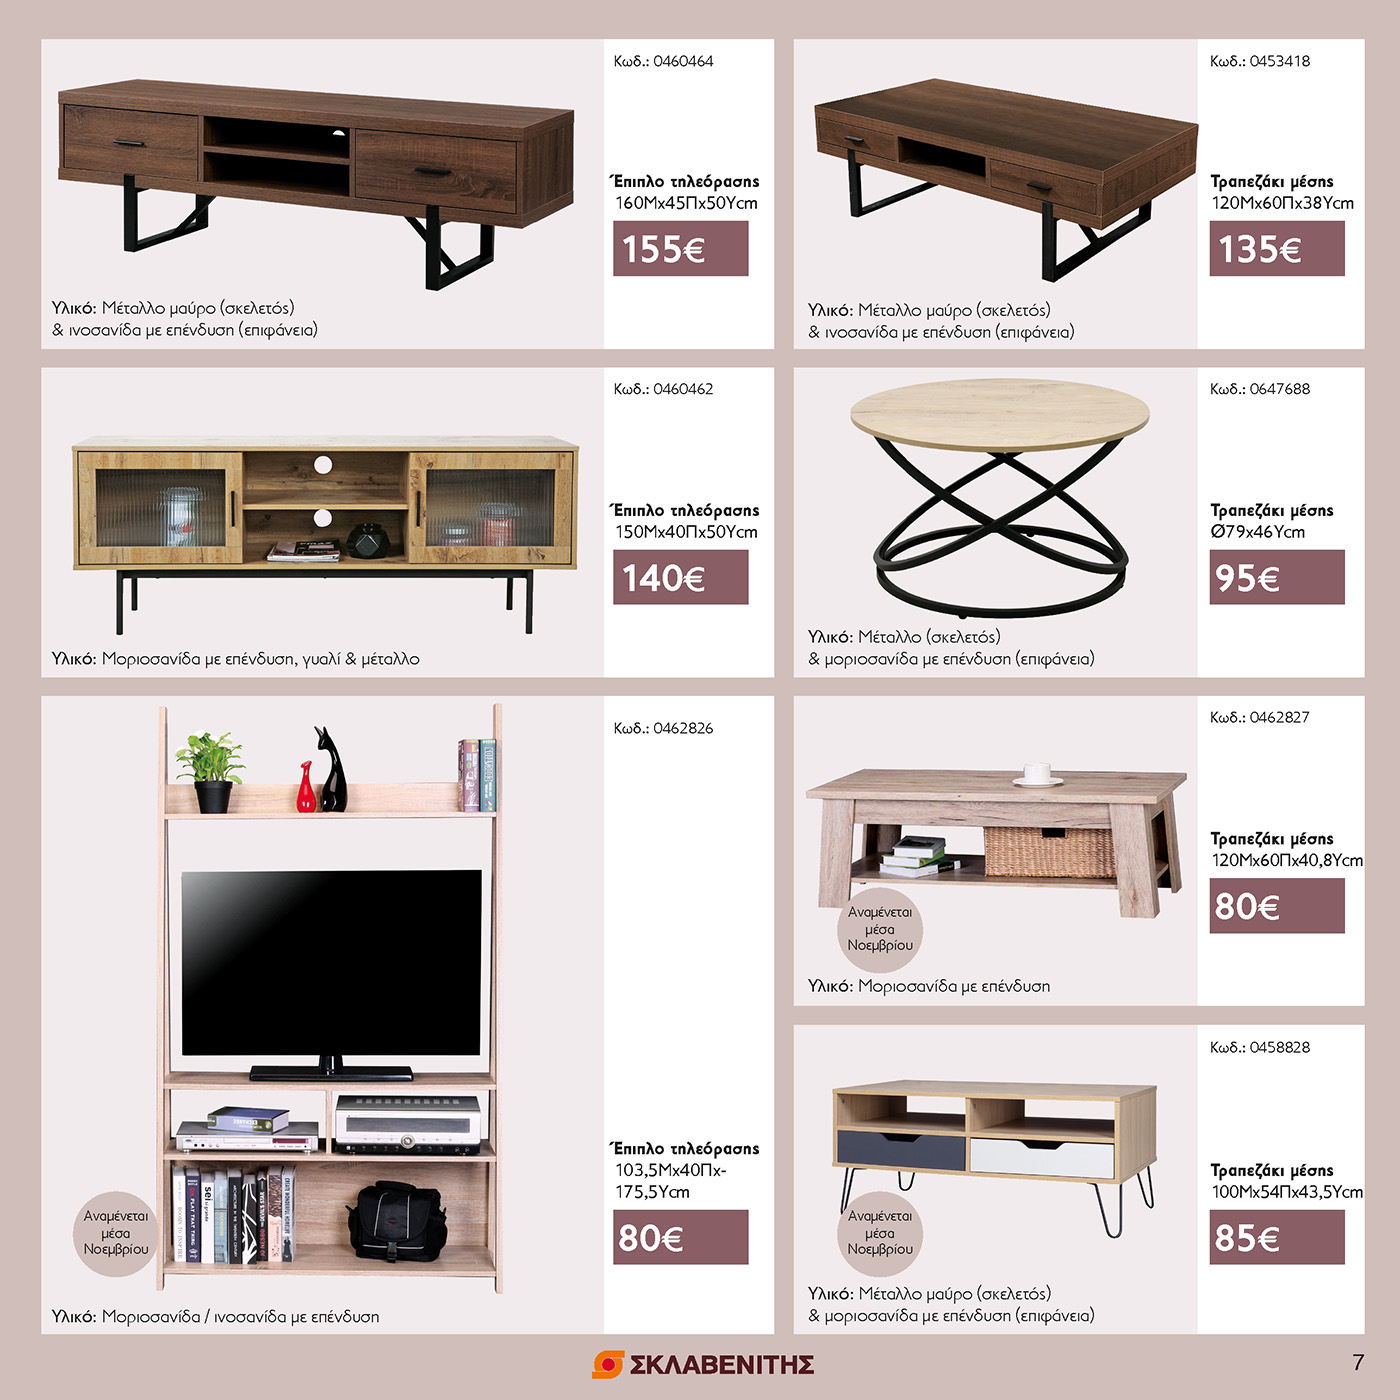 Κωδ.: 0460464
Έπιπλο τηλεόρασης
160Μx45Πx50Υcm
155€
Υλικό: Μέταλλο μαύρο (σκελετός)
& ινοσανίδα με επένδυση (επιφάνεια)
Κωδ.: 0453418
Τραπεζάκι μέσης
120Μx60Πx38Υcm
135€
Υλικό: Μέταλλο μαύρο (σκελετός)
& ινοσανίδα με επένδυση (επιφάνεια)
Κωδ.: 0460462
Έπιπλο τηλεόρασης
150Μx40Πx50Υcm
140€
Υλικό: Μοριοσανίδα με επένδυση, γυαλί & μέταλλο
Κωδ.: 0647688
Τραπεζάκι μέσης
Ø79x46Υcm
95€
Υλικό: Μέταλλο (σκελετός)
& μοριοσανίδα με επένδυση (επιφάνεια)
Κωδ.: 0462826
Έπιπλο τηλεόρασης
103,5Μx40Πx-
175,5Υcm
80€
Αναμένεται
μέσα
Νοεμβρίου
Υλικό: Μοριοσανίδα / ινοσανίδα με επένδυση
Κωδ.: 0462827
Τραπεζάκι μέσης
120Μx60Πx40,8Υcm
80€
Αναμένεται
μέσα
Νοεμβρίου
Υλικό: Μοριοσανίδα με επένδυση
Κωδ.: 0458828
Τραπεζάκι μέσης
100Μx54Πx43,5Υcm
85€
Αναμένεται
μέσα
Νοεμβρίου
Υλικό: Μέταλλο μαύρο (σκελετός)
& μοριοσανίδα με επένδυση (επιφάνεια)
ΣΚΛΑΒΕΝΙΤΗΣ
7